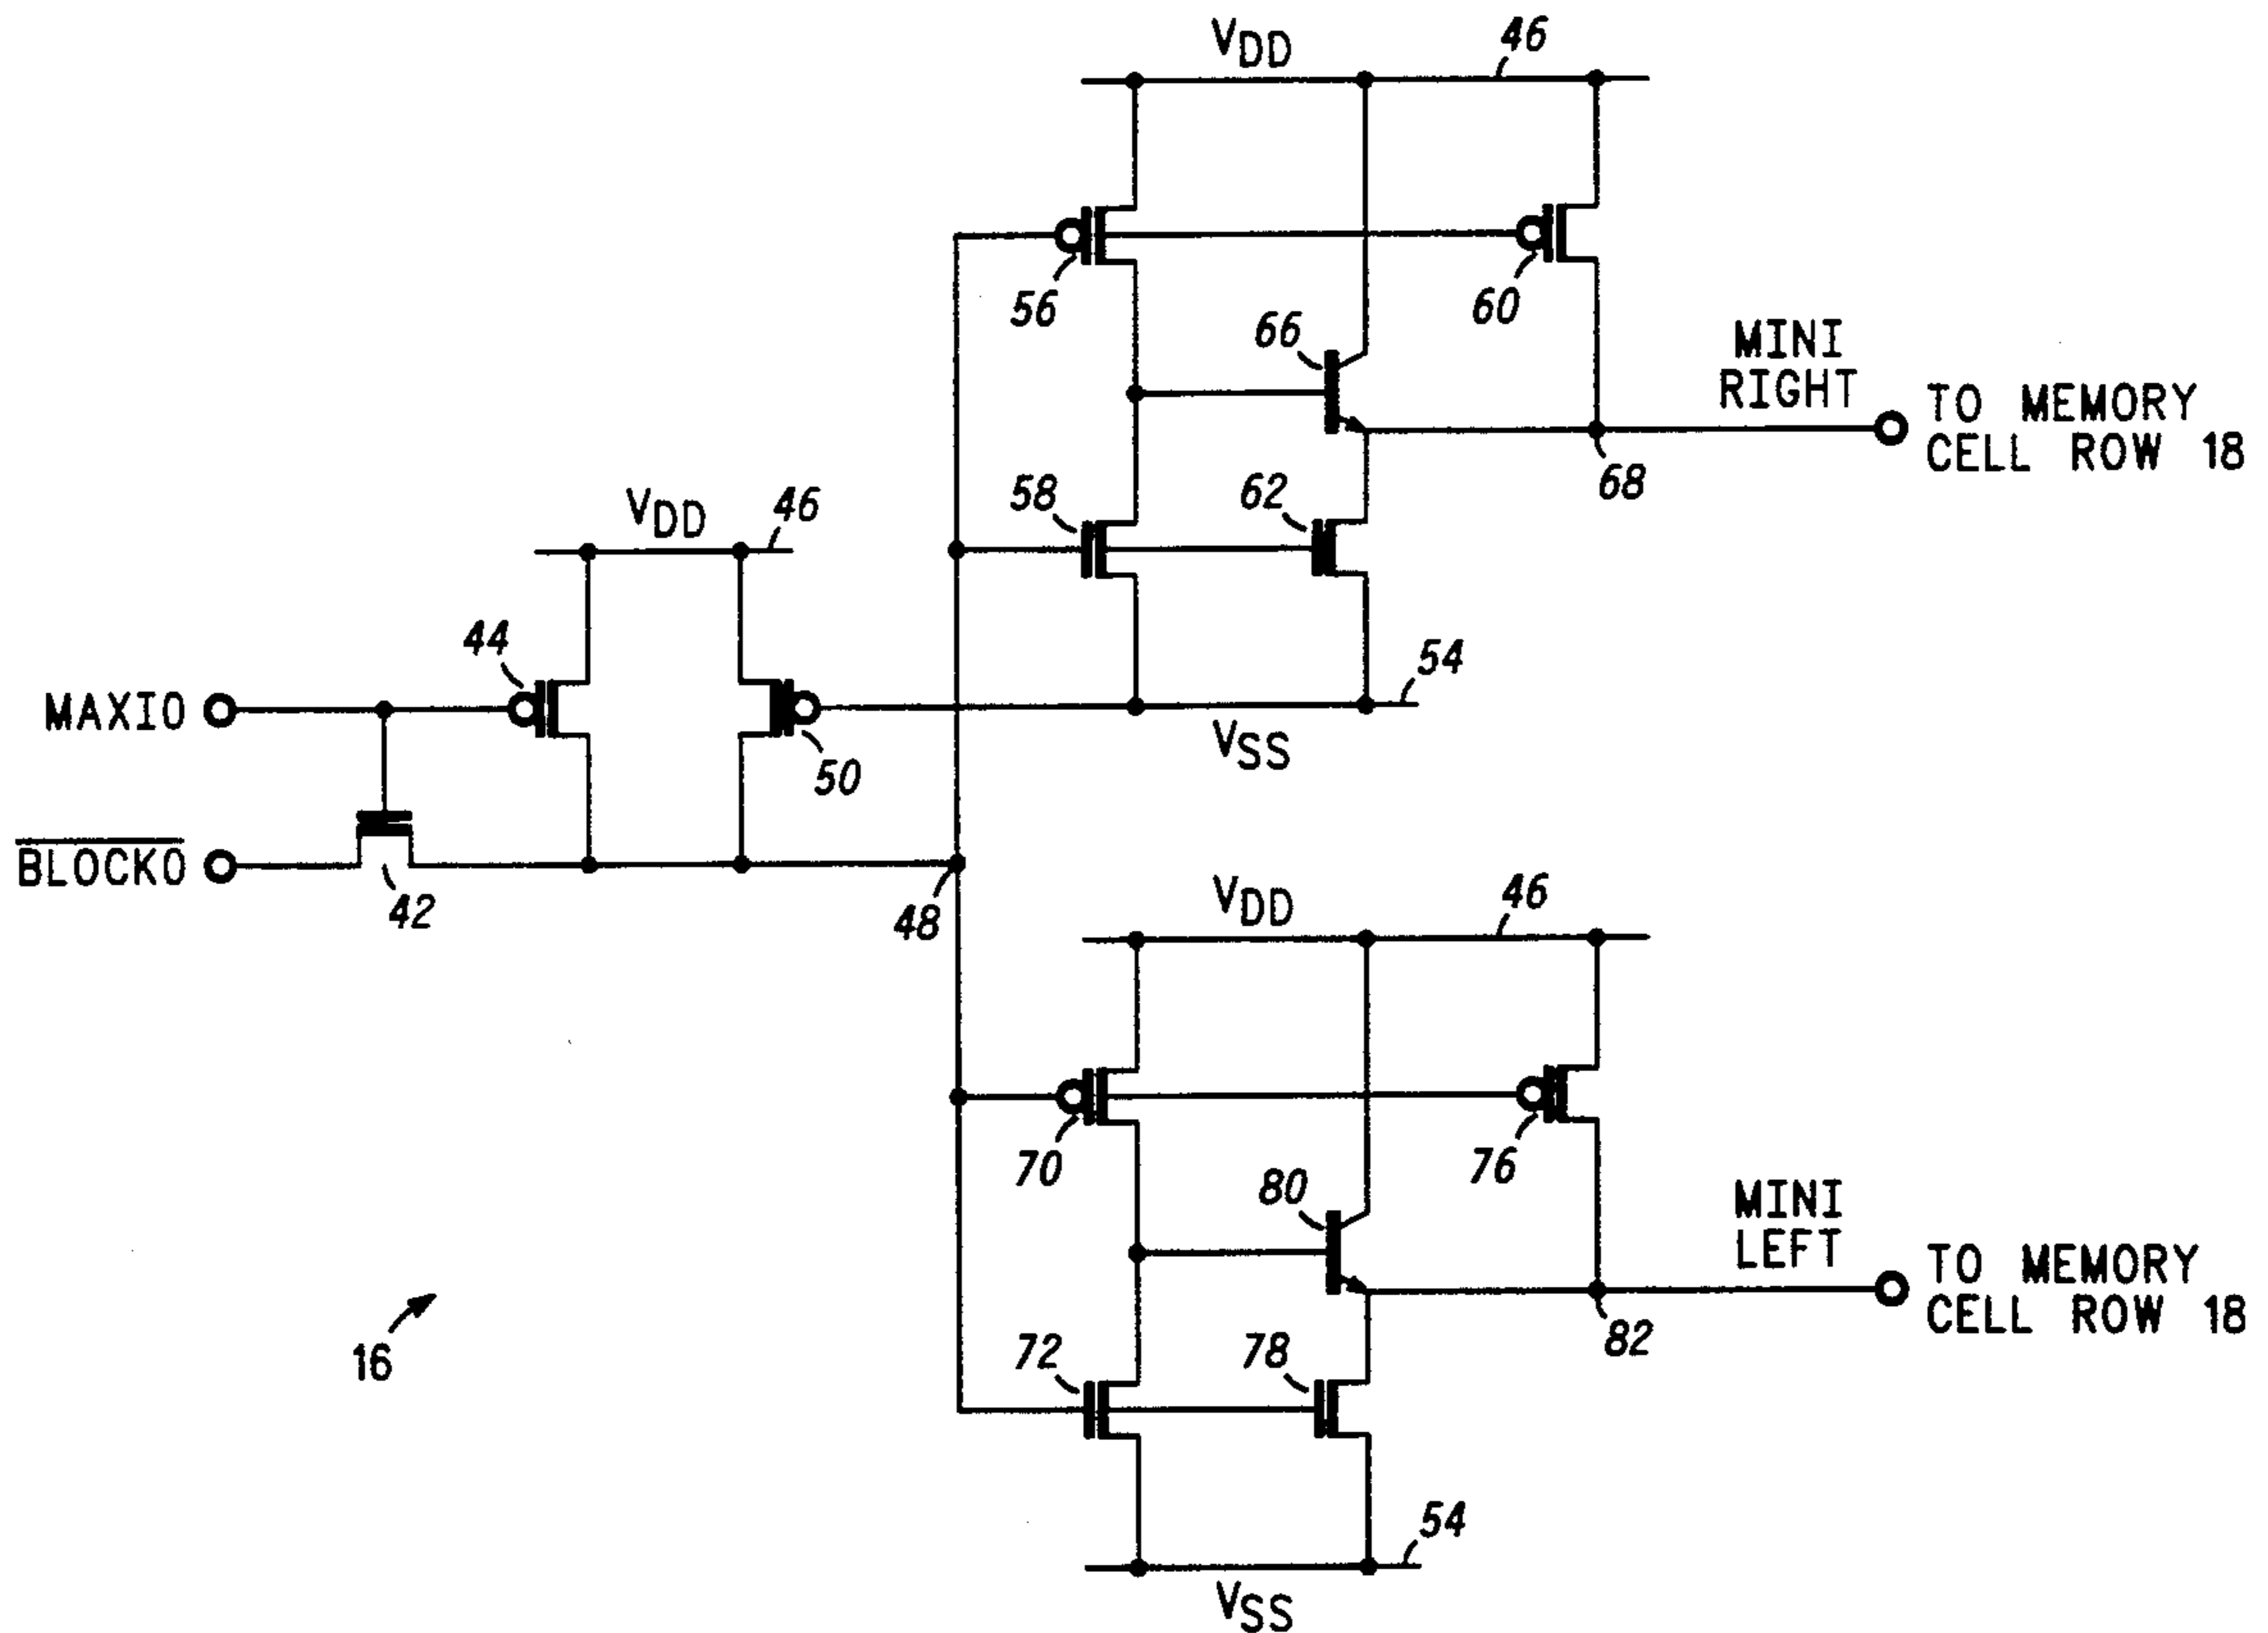 VDD
46
56
60
66
MINI
RIGHT
TO MEMORY
CELL ROW 18
68
58
62
VDD
46
44
54
MAXI0
VSS
50
BLOCK0
42
48
VDD
46
70
76
80
MINI
LEFT
TO MEMORY
CELL ROW 18
82
72
78
16
54
VSS